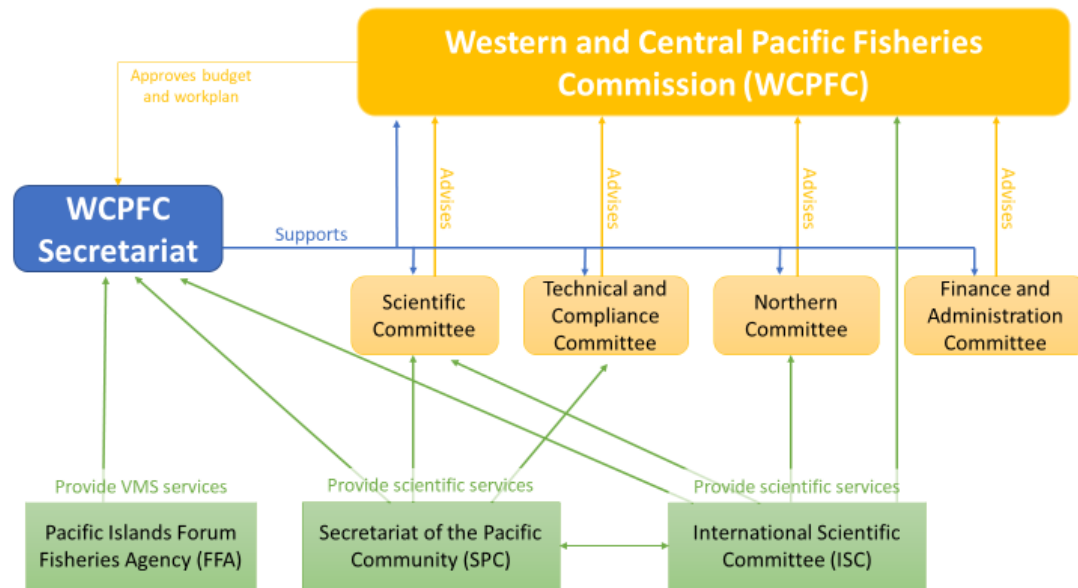 Western and Central Pacific Fisheries
Commission (WCPFC)
Approves budget
and workplan
WCPFC
Secretariat
Supports
Advises
Advises
Advises
Advises
Scientific
Committee
Technical and
Compliance
Committee
Northern
Committee
Finance and
Administration
Committee
Provide VMS services
Provide scientific services
Provide scientific services
Pacific Islands Forum
Fisheries Agency (FFA)
Secretariat of the Pacific
Community (SPC)
International Scientific
Committee (ISC)